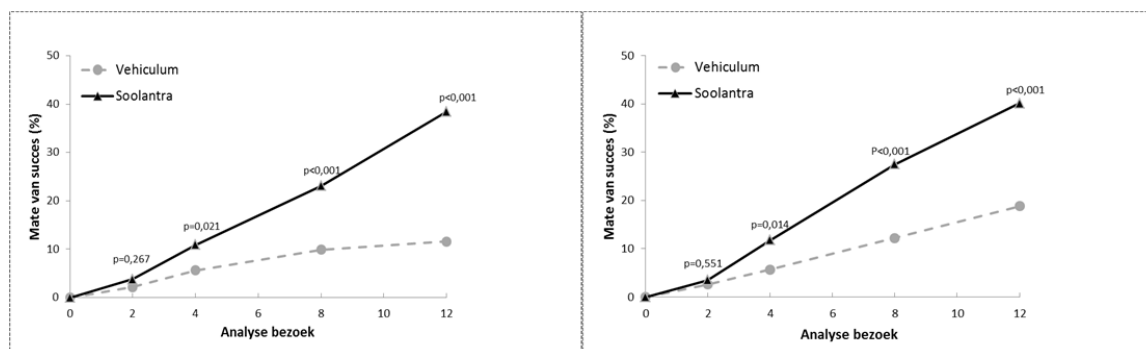 50
Vehiculum
Soolantra
40
p<0,001
30
p<0,001
20
p=0,021
10
p=0,267
0
0 2 4 6 8 10 12
Mate van succes (%)
Analyse bezoek
50
Vehiculum
Soolantra
p<0,001
40
30
P<0,001
20
p=0,014
10
p=0,551
0
0 2 4 6 8 10 12
Mate van succes (%)
Analyse bezoek